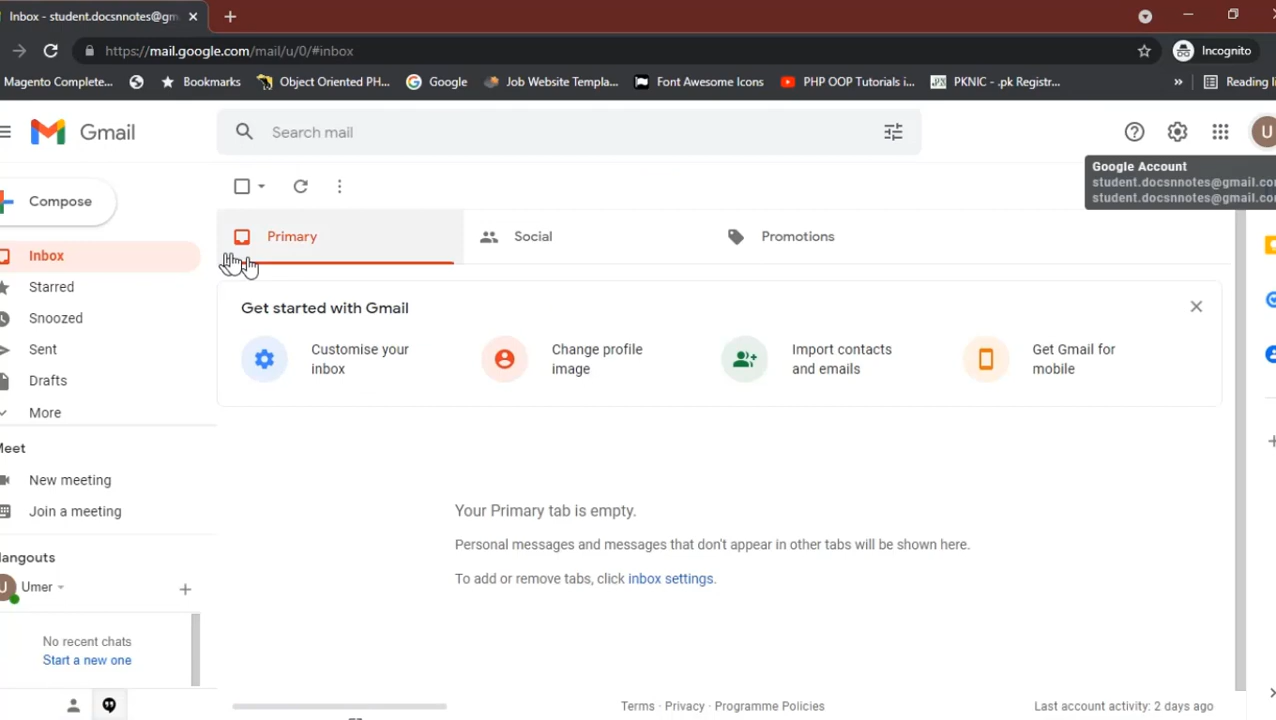 Inbox - student.docsnnotes@gm
https://mail.google.com/mail/u/0/#inbox
Incognito
Magento Complete...
Bookmarks
Object Oriented PH...
Google
Job Website Templa...
Font Awesome Icons
PHP OOP Tutorials i...
PKNIC - .pk Registr...
»
Reading li
Gmail
Search mail
U
Google Account
student.docsnnotes@gmail.co
student.docsnnotes@gmail.co
Compose
Primary
Social
Promotions
Inbox
Starred
Snoozed
Sent
Drafts
More
Get started with Gmail
Customise your
inbox
Change profile
image
Import contacts
and emails
Get Gmail for
mobile
Meet
New meeting
Join a meeting
Your Primary tab is empty.
Personal messages and messages that don't appear in other tabs will be shown here.
To add or remove tabs, click inbox settings.
angouts
Umer
No recent chats
Start a new one
Terms · Privacy · Programme Policies
Last account activity: 2 days ago